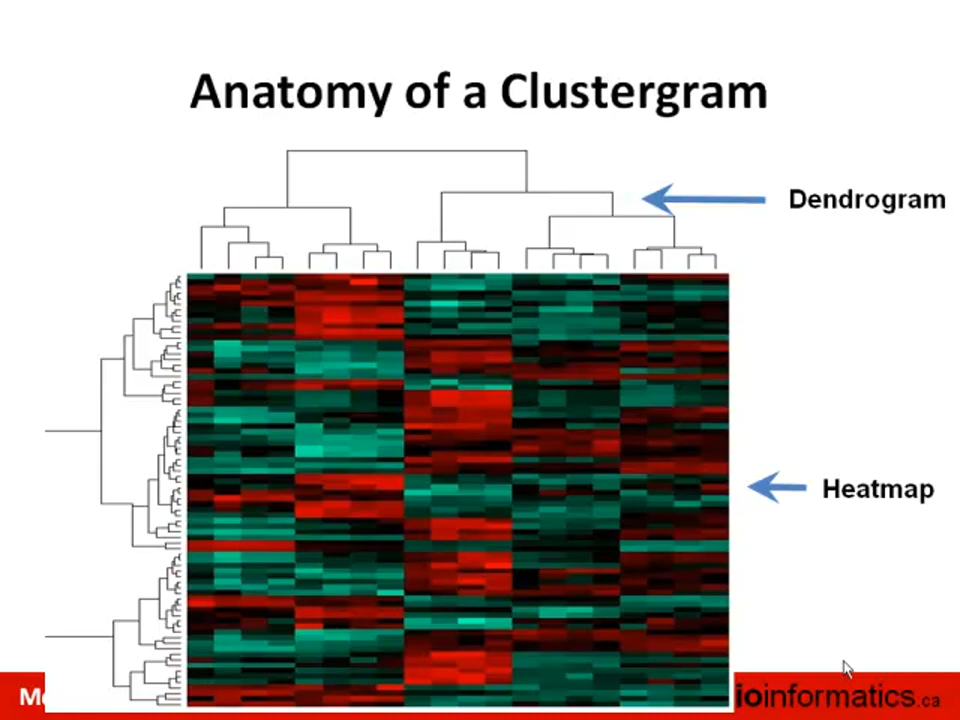 Anatomy of a Clustergram
Dendrogram
Heatmap
ioinformatics.ca